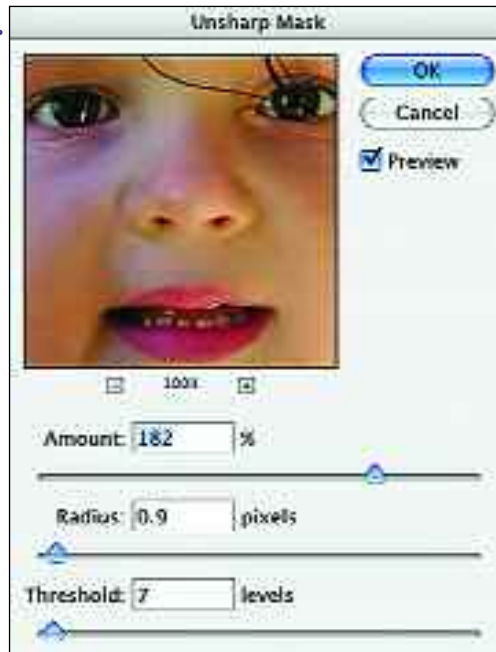 Unsharp Mask
OK
Cancel
Preview
100%
Amount: 182 %
Radius: 0.9 pixels
Threshold: 7 levels